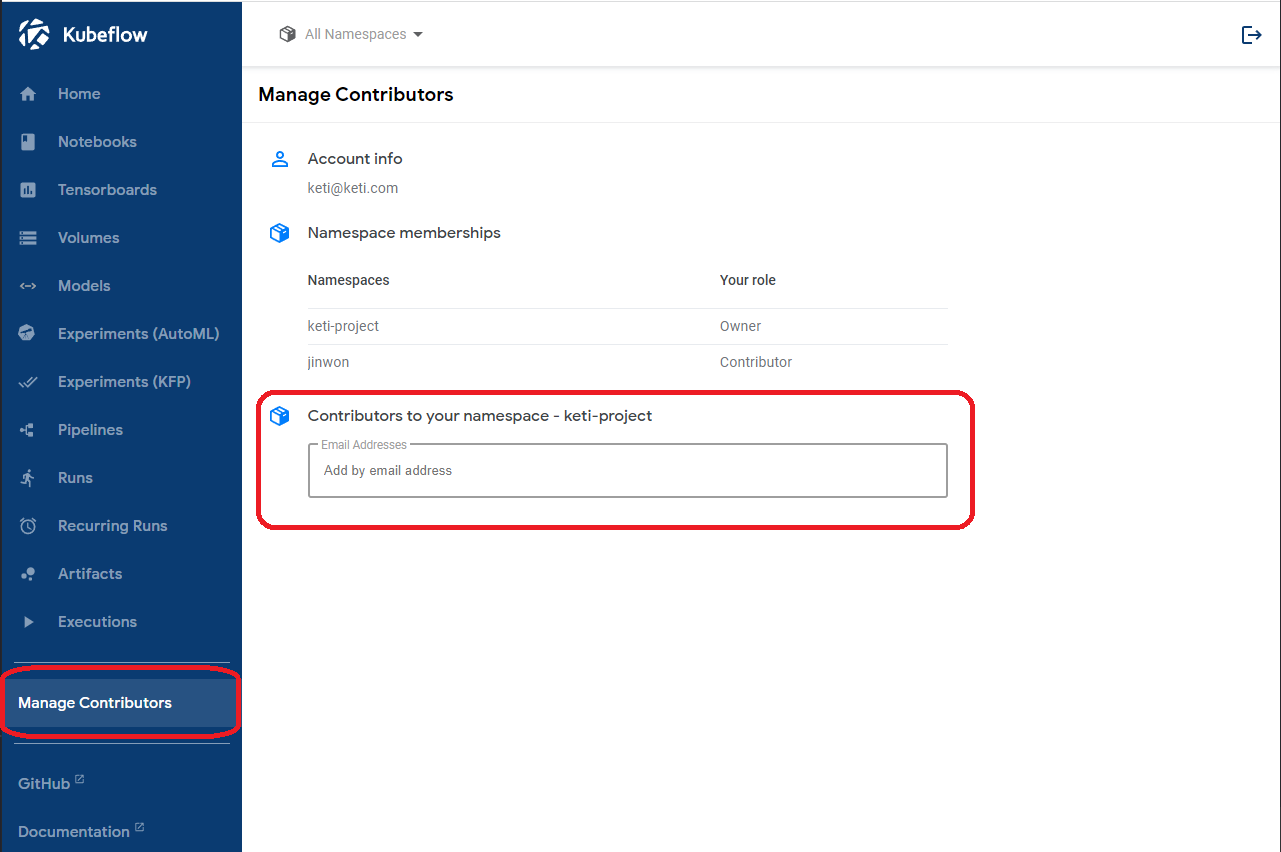 Kubeflow
All Namespaces
Home
Notebooks
Tensorboards
Volumes
Models
Experiments (AutoML)
Experiments (KFP)
Pipelines
Runs
Recurring Runs
Artifacts
Executions
Manage Contributors
GitHub
Documentation
Manage Contributors
Account info
keti@keti.com
Namespace memberships
Namespaces Your role
keti-project Owner
jinwon Contributor
Contributors to your namespace - keti-project
Email Addresses
Add by email address